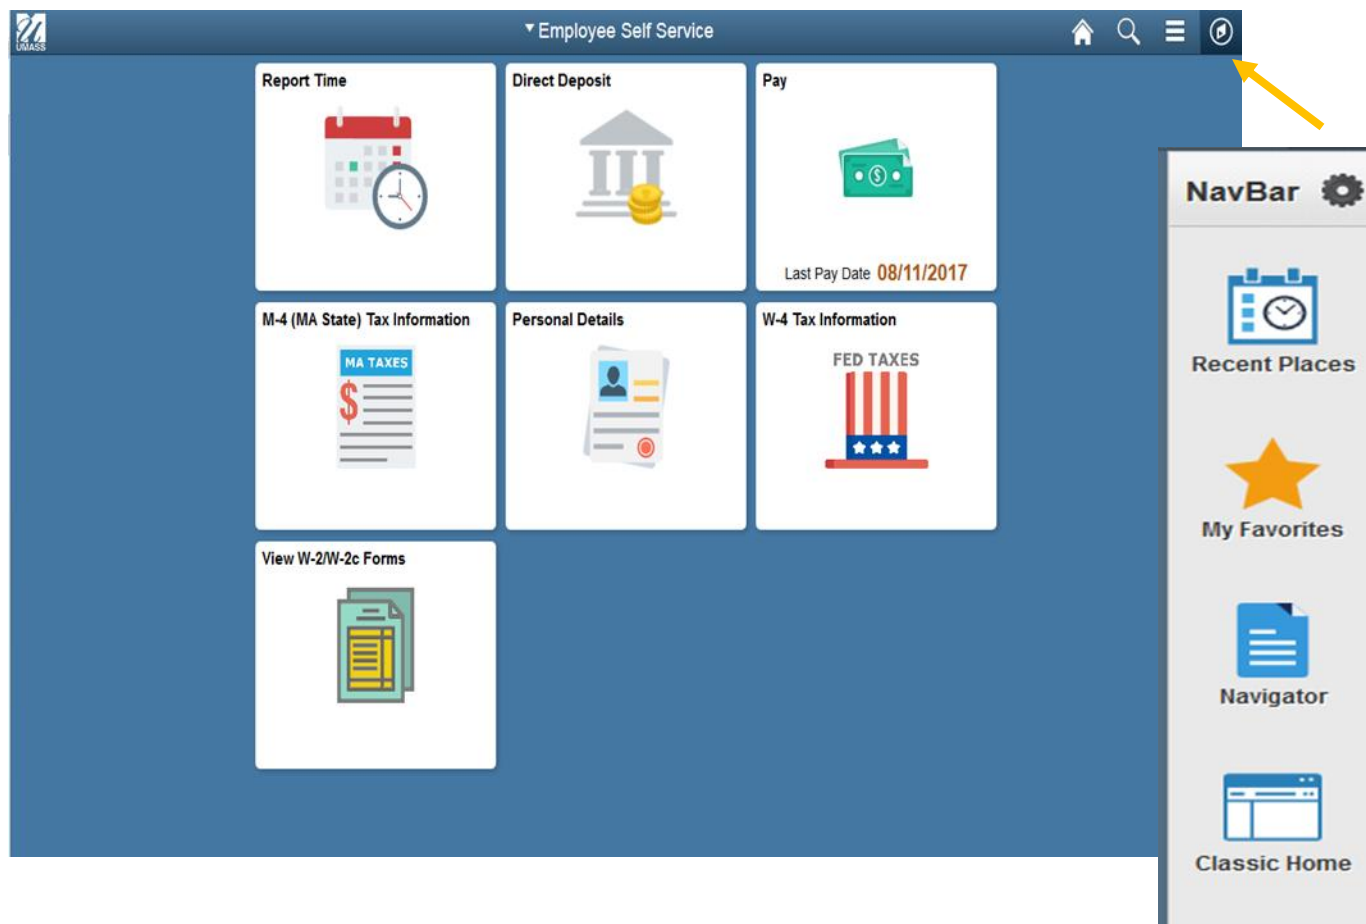 UMASS
Employee Self Service
Report Time
Direct Deposit
Pay
Last Pay Date 08/11/2017
M-4 (MA State) Tax Information
MA TAXES
$
Personal Details
W-4 Tax Information
FED TAXES
View W-2/W-2c Forms
NavBar
Recent Places
My Favorites
Navigator
Classic Home